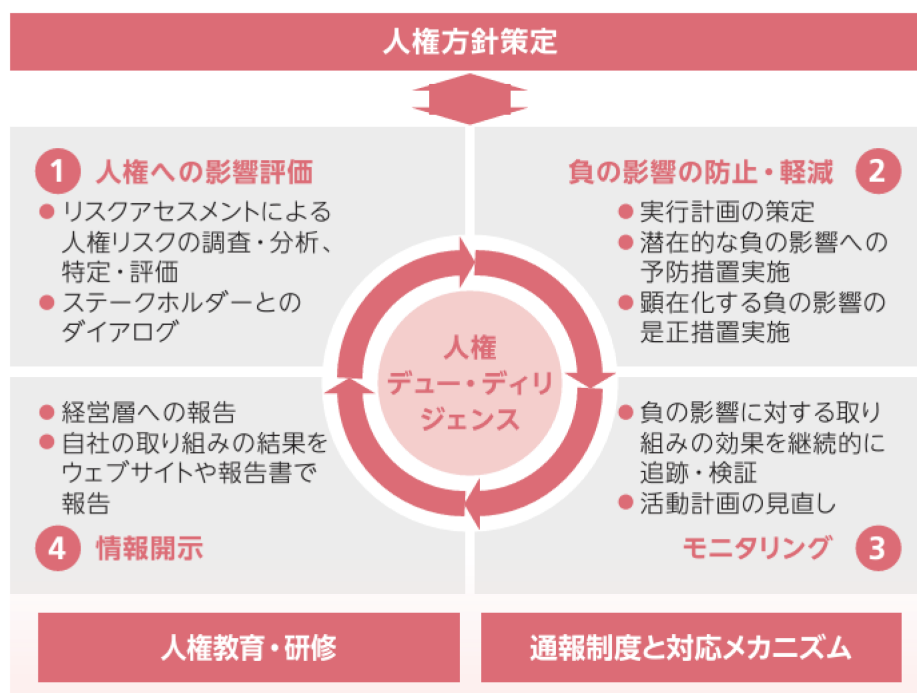 人権方針策定
1 人権への影響評価
● リスクアセスメントによる
人権リスクの調査・分析、
特定・評価
● ステークホルダーとの
ダイアログ
負の影響の防止・軽減 2
● 実行計画の策定
● 潜在的な負の影響への
予防措置実施
● 顕在化する負の影響の
是正措置実施
人権
デュー・ディリ
ジェンス
● 負の影響に対する取り
組みの効果を継続的に
追跡・検証
● 活動計画の見直し
モニタリング 3
● 経営層への報告
● 自社の取り組みの結果を
ウェブサイトや報告書で
報告
4 情報開示
人権教育・研修
通報制度と対応メカニズム